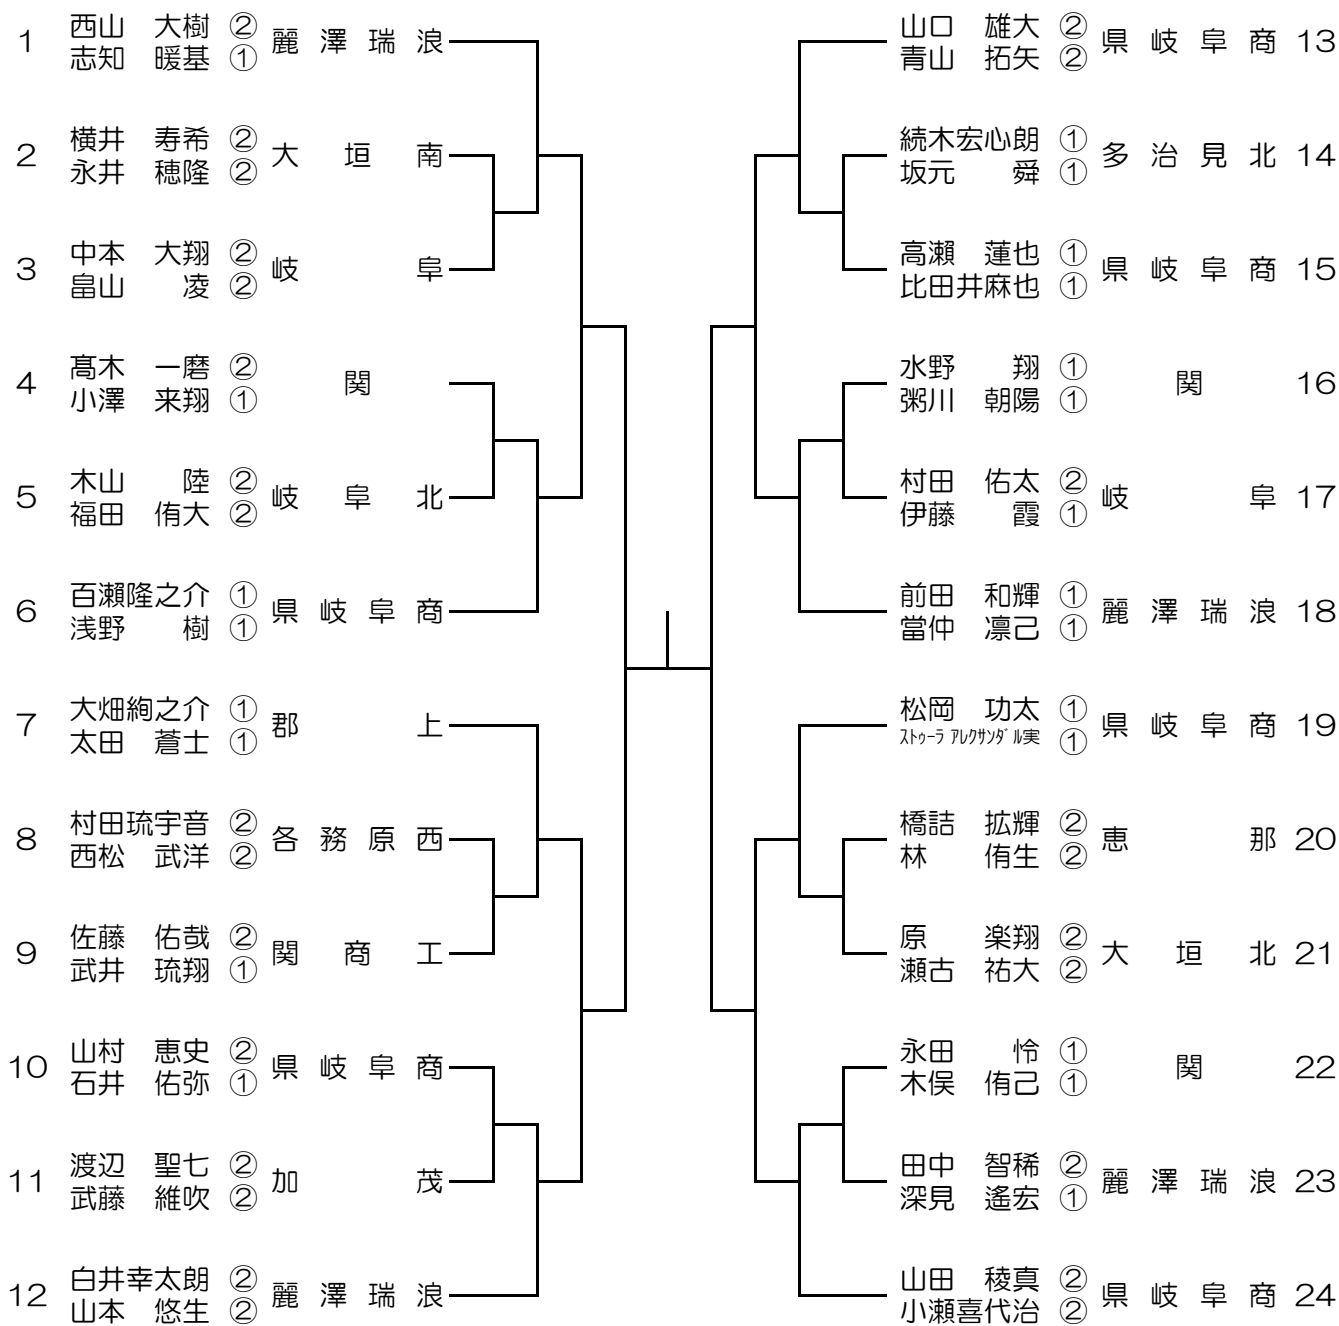 1 西山 大樹 ② 麗澤瑞浪
志知 暖基 ①
2 横井 寿希 ② 大垣南
永井 穂隆 ②
3 中本 大翔 ② 岐阜
畠山 凌 ②
4 髙木 一磨 ② 関
小澤 来翔 ①
5 木山 陸 ② 岐阜北
福田 侑大 ②
6 百瀬隆之介 ① 県岐阜商
浅野 樹 ①
7 大畑絢之介 ① 郡上
太田 蒼士 ①
8 村田琉宇音 ② 各務原西
西松 武洋 ②
9 佐藤 佑哉 ② 関商工
武井 琉翔 ①
10 山村 恵史 ② 県岐阜商
石井 佑弥 ①
11 渡辺 聖七 ② 加茂
武藤 維吹 ②
12 白井幸太朗 ② 麗澤瑞浪
山本 悠生 ②
山口 雄大 ② 県岐阜商 13
青山 拓矢 ②
続木宏心朗 ① 多治見北 14
坂元 舜 ①
高瀬 蓮也 ① 県岐阜商 15
比田井麻也 ①
水野 翔 ① 関 16
粥川 朝陽 ①
村田 佑太 ② 岐阜 17
伊藤 霞 ①
前田 和輝 ① 麗澤瑞浪 18
當仲 凛己 ①
松岡 功太 ① 県岐阜商 19
ストゥーラ アレクサンダル実 ①
橋詰 拡輝 ② 恵那 20
林 侑生 ②
原 楽翔 ② 大垣北 21
瀬古 祐大 ②
永田 怜 ① 関 22
木俣 侑己 ①
田中 智稀 ② 麗澤瑞浪 23
深見 遙宏 ①
山田 稜真 ② 県岐阜商 24
小瀬喜代治 ②